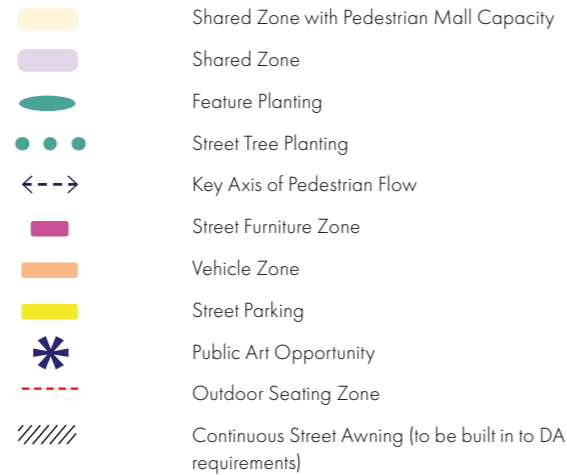 Shared Zone with Pedestrian Mall Capacity
Shared Zone
Feature Planting
Street Tree Planting
Key Axis of Pedestrian Flow
Street Furniture Zone
Vehicle Zone
Street Parking
Public Art Opportunity
Outdoor Seating Zone
Continuous Street Awning (to be built in to DA
requirements)